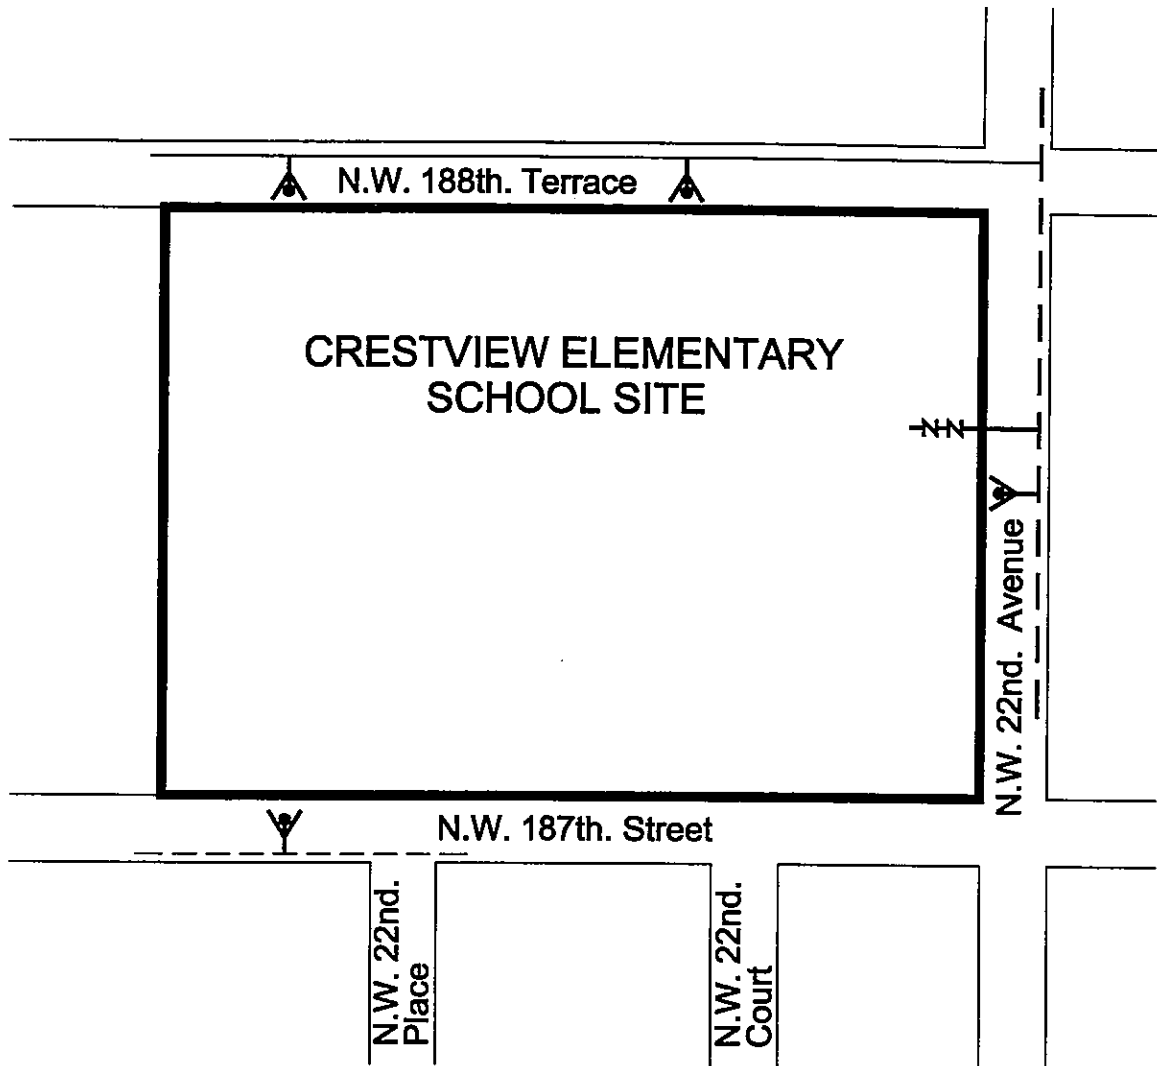 N.W. 188th. Terrace
CRESTVIEW ELEMENTARY
SCHOOL SITE
N.W. 22nd. Avenue
N.W. 187th. Street
N.W. 22nd.
Place
N.W. 22nd.
Court